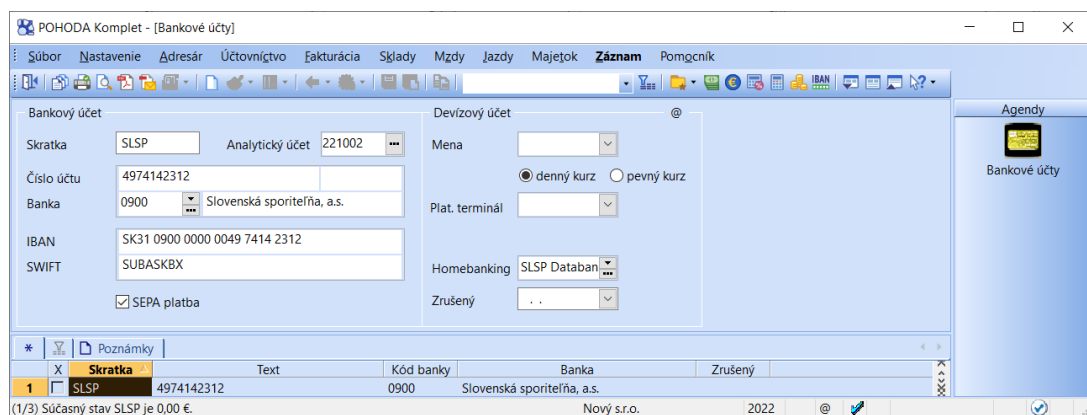 POHODA Komplet - [Bankové účty]
Súbor Nastavenie Adresár Účtovníctvo Fakturácia Sklady Mzdy Jazdy Majetok Záznam Pomocník
IBAN
Bankový účet
Devízový účet @
Agendy
Skratka SLSP Analytický účet 221002
Mena
Bankové účty
Číslo účtu 4974142312
denný kurz pevný kurz
Banka 0900 Slovenská sporiteľňa, a.s.
Plat. terminál
IBAN SK31 0900 0000 0049 7414 2312
SWIFT SUBASKBX
Homebanking SLSP Databan
SEPA platba
Zrušený . .
* Poznámky
X Skratka Text Kód banky Banka Zrušený
1 SLSP 4974142312 0900 Slovenská sporiteľňa, a.s.
(1/3) Súčasný stav SLSP je 0,00 €. Nový s.r.o. 2022 @